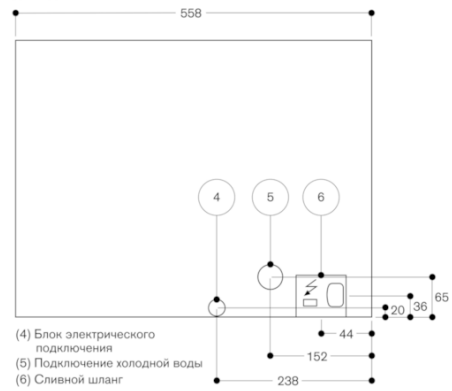 558
4
5
6
65
36
20
44
152
238
(4) Блок электрического
подключения
(5) Подключение холодной воды
(6) Сливной шланг